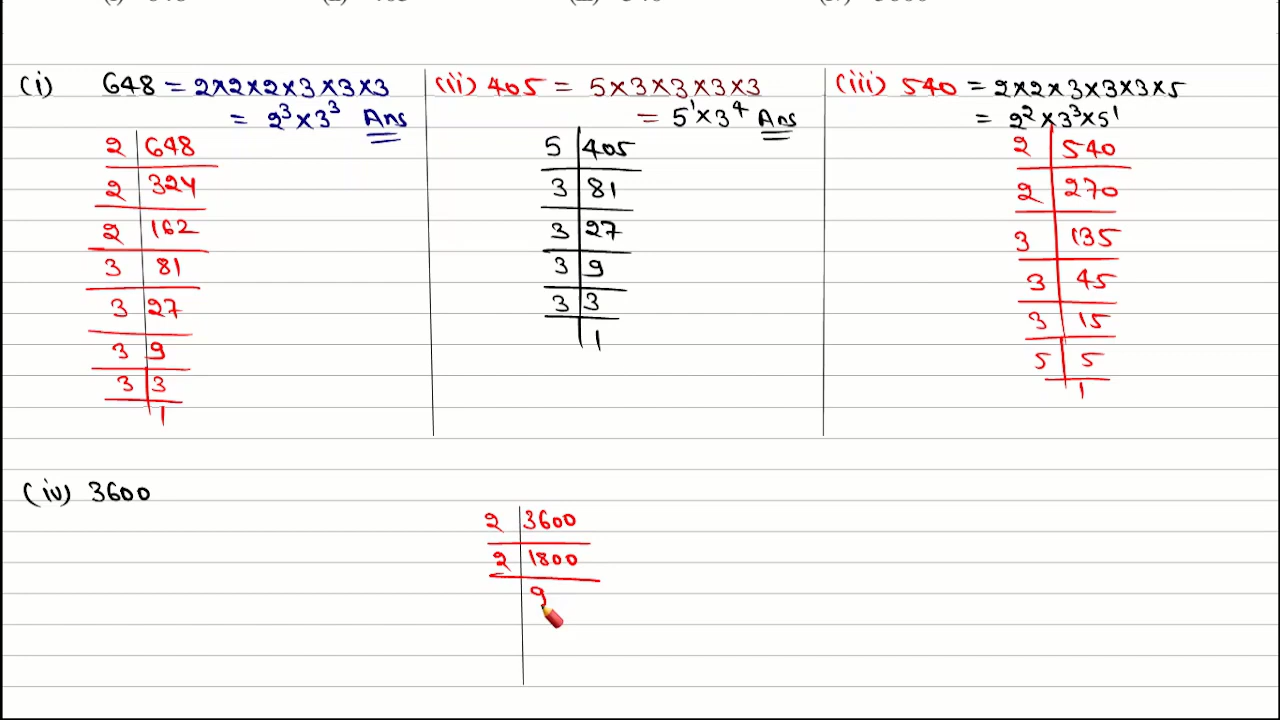 (i) 648 = 2×2×2×3×3×3
= 2³×3³ Ans
2 | 648
2 | 324
2 | 162
3 | 81
3 | 27
3 | 9
3 | 3
1
(ii) 405 = 5×3×3×3×3
= 5¹×3⁴ Ans
5 | 405
3 | 81
3 | 27
3 | 9
3 | 3
1
(iii) 540 = 2×2×3×3×3×5
= 2²×3³×5¹
2 | 540
2 | 270
3 | 135
3 | 45
3 | 15
5 | 5
1
(iv) 3600
2 | 3600
2 | 1800
9